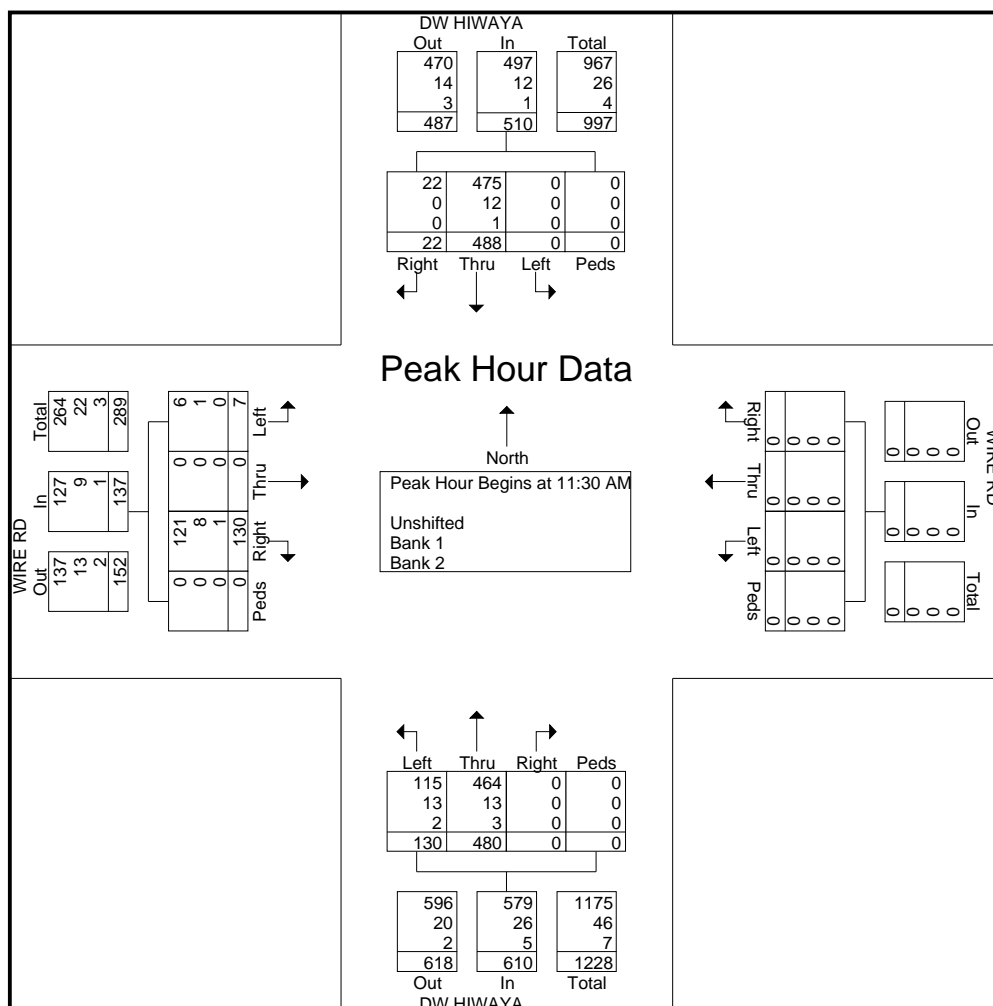 DW HIWAYA
Out In Total
470 497 967
14 12 26
3 1 4
487 510 997
22 475 0 0
0 12 0 0
0 1 0 0
22 488 0 0
Right Thru Left Peds
Peak Hour Data
North
Peak Hour Begins at 11:30 AM
Unshifted
Bank 1
Bank 2
WIRE RD
Out In Total
137 127 264
13 9 22
2 1 3
152 137 289
Left
6 1 0 7
Thru
0 0 0 0
Right
121 8 1 130
Peds
0 0 0 0
WIRE RD
Out In Total
0 0 0
0 0 0
0 0 0
0 0 0
Right Thru Left Peds
0 0 0 0
0 0 0 0
0 0 0 0
0 0 0 0
Left Thru Right Peds
115 464 0 0
13 13 0 0
2 3 0 0
130 480 0 0
596 579 1175
20 26 46
2 5 7
618 610 1228
Out In Total
DW HIWAYA